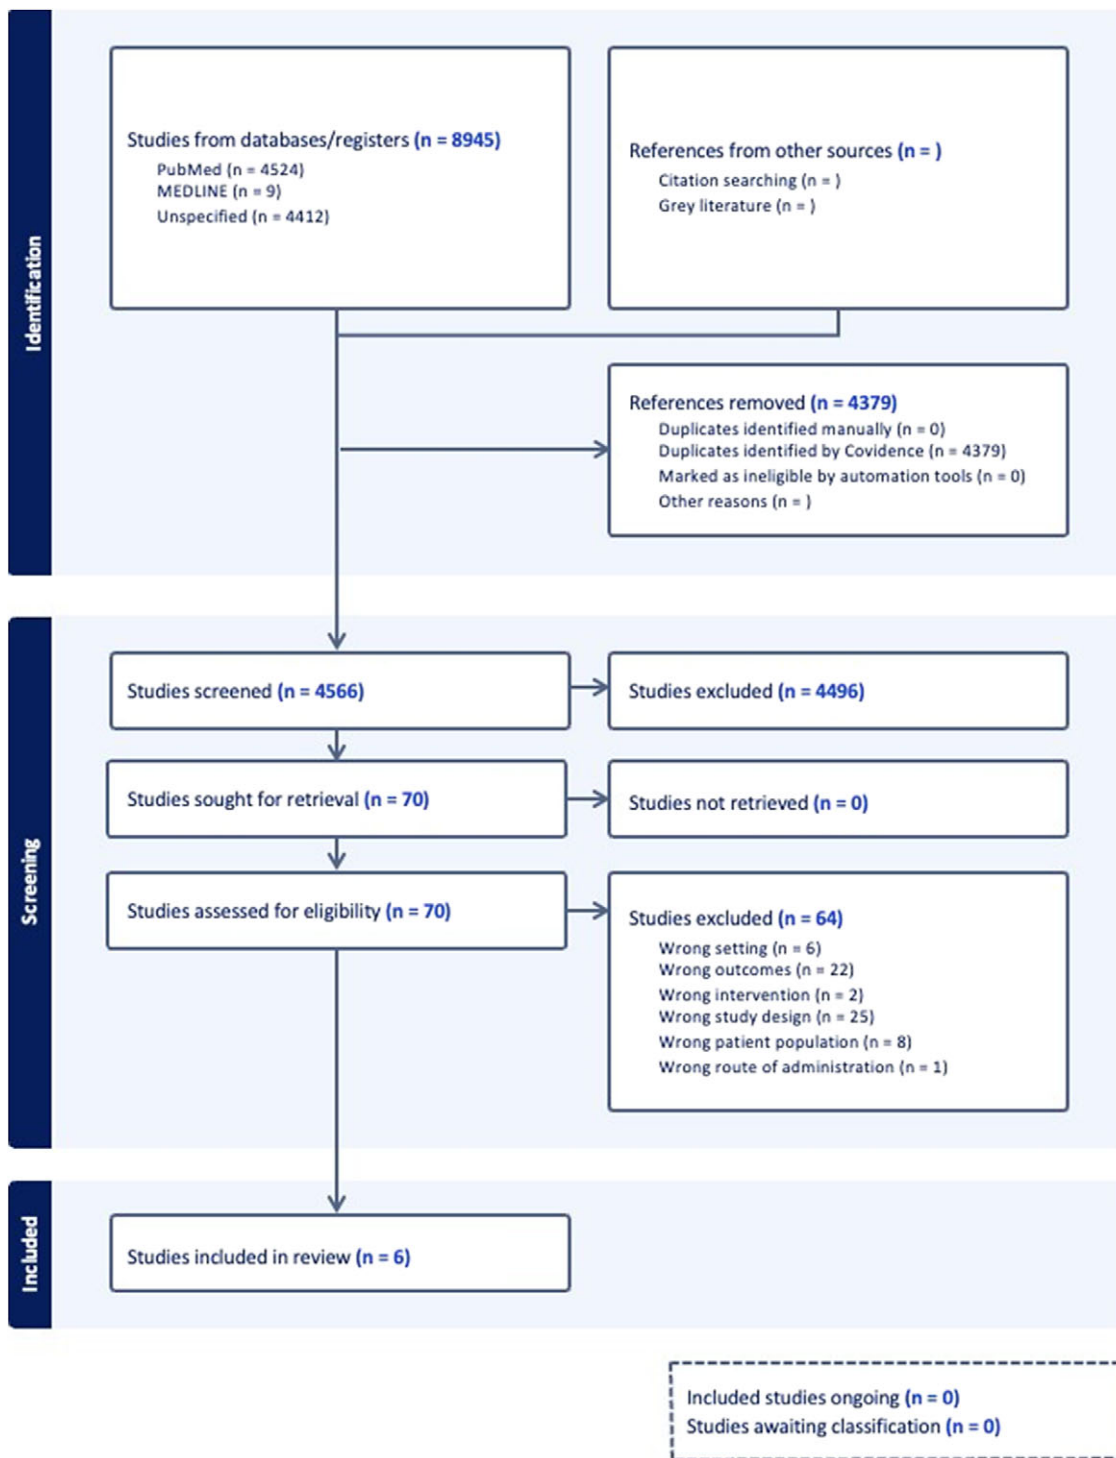 Identification
Studies from databases/registers (n = 8945)
PubMed (n = 4524)
MEDLINE (n = 9)
Unspecified (n = 4412)
References from other sources (n = )
Citation searching (n = )
Grey literature (n = )
References removed (n = 4379)
Duplicates identified manually (n = 0)
Duplicates identified by Covidence (n = 4379)
Marked as ineligible by automation tools (n = 0)
Other reasons (n = )
Screening
Studies screened (n = 4566)
Studies excluded (n = 4496)
Studies sought for retrieval (n = 70)
Studies not retrieved (n = 0)
Studies assessed for eligibility (n = 70)
Studies excluded (n = 64)
Wrong setting (n = 6)
Wrong outcomes (n = 22)
Wrong intervention (n = 2)
Wrong study design (n = 25)
Wrong patient population (n = 8)
Wrong route of administration (n = 1)
Included
Studies included in review (n = 6)
Included studies ongoing (n = 0)
Studies awaiting classification (n = 0)